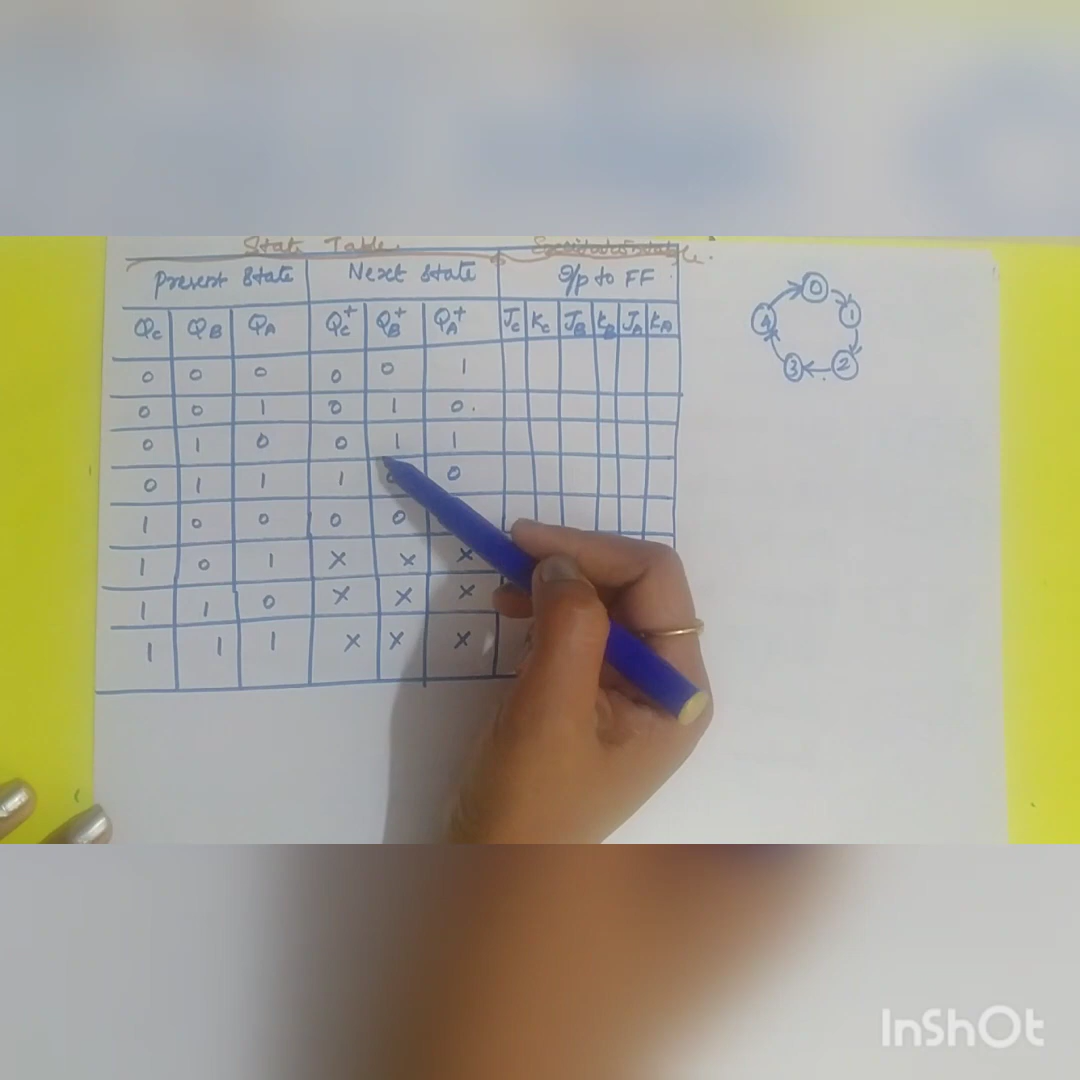 State Table.
Present State Next State I/p to FF
QC QB QA QC+ QB+ QA+ JC KC JB KB JA KA
0 0 0 0 0 1
0 0 1 0 1 0
0 1 0 0 1 1
0 1 1 1 0 0
1 0 0 0 0
1 0 1 X X X
1 1 0 X X X
1 1 1 X X X
0
4 1
3 2
InShOt